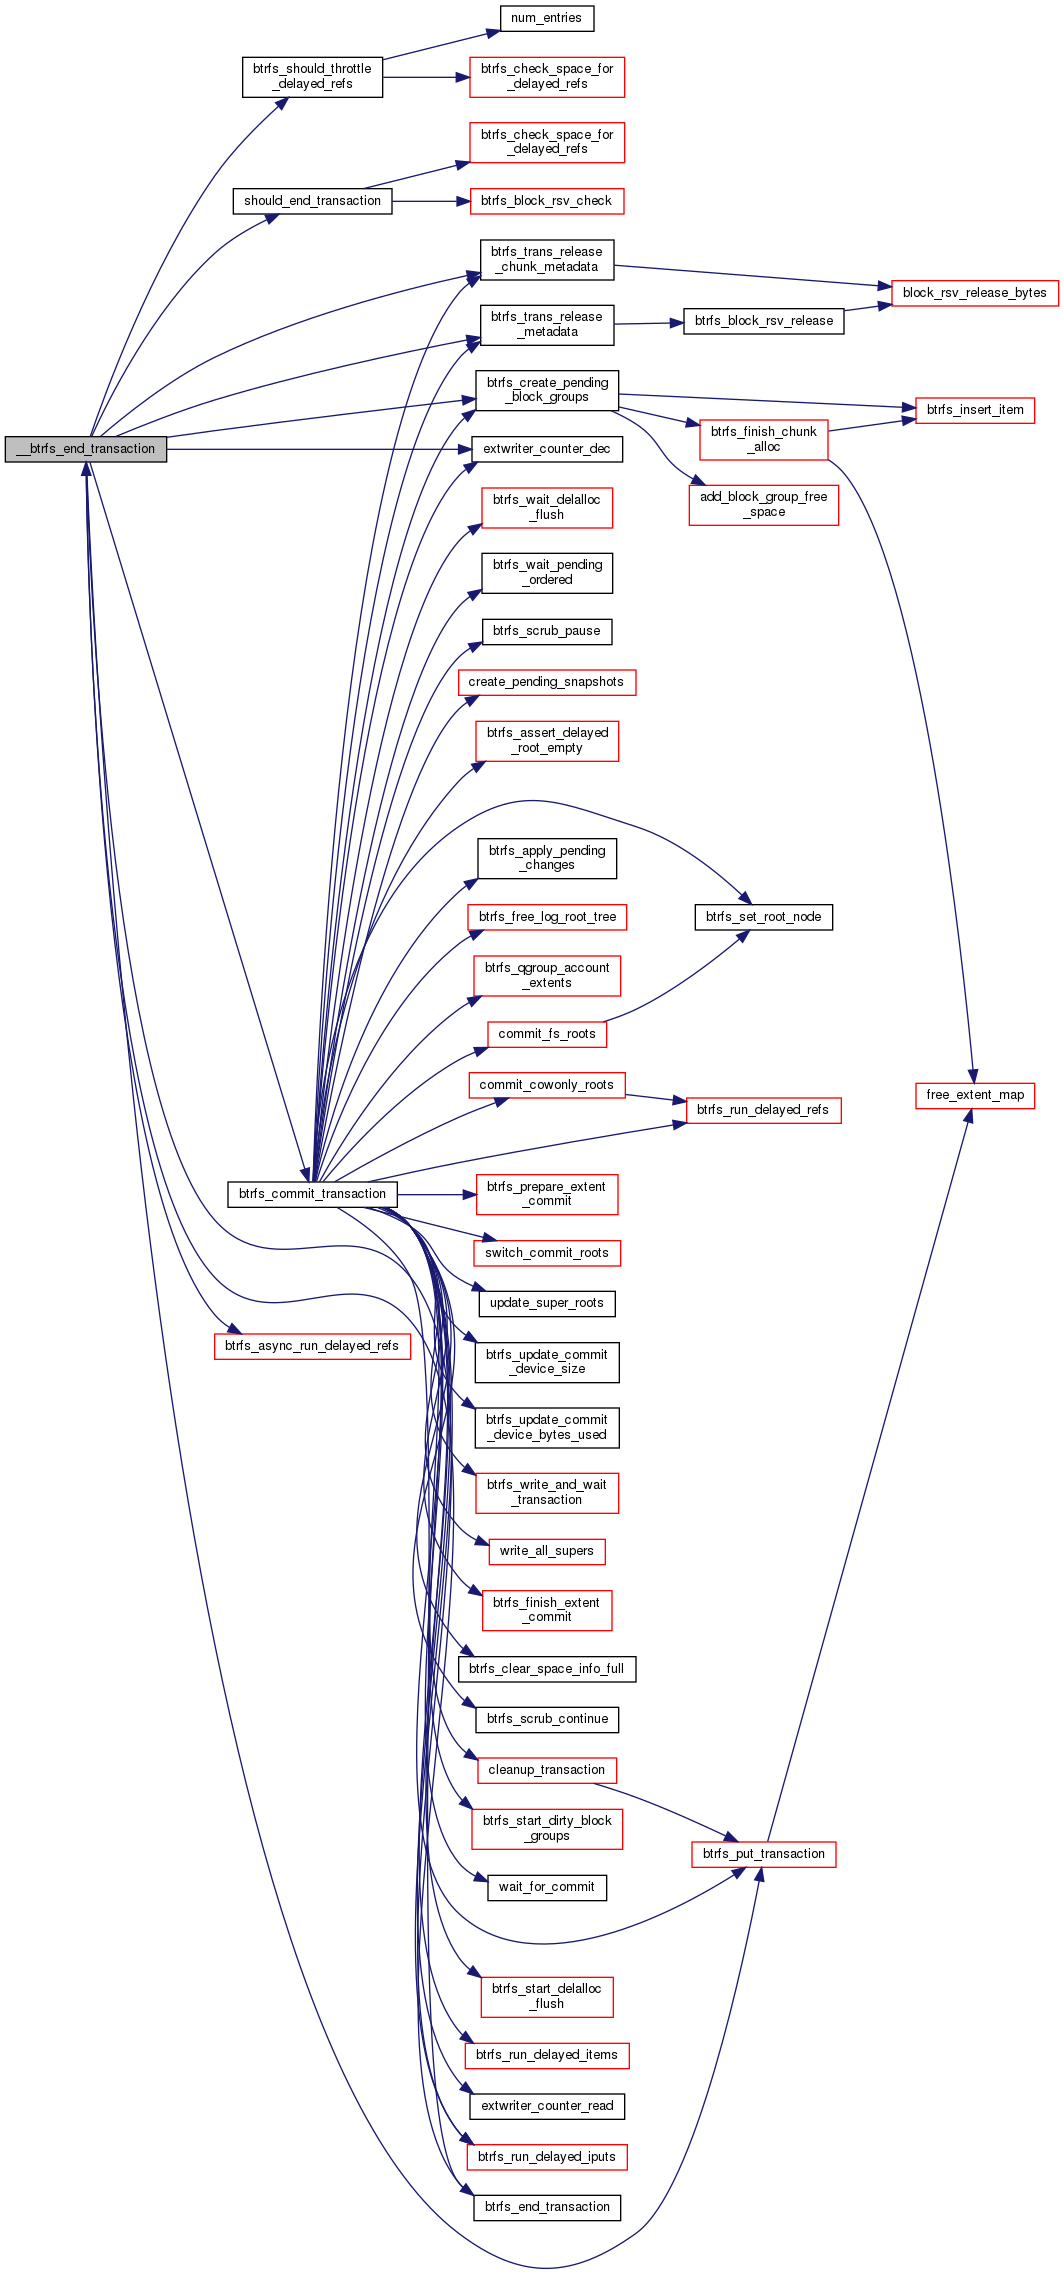 num_entries
btrfs_should_throttle
_delayed_refs
btrfs_check_space_for
_delayed_refs
btrfs_check_space_for
_delayed_refs
should_end_transaction
btrfs_block_rsv_check
btrfs_trans_release
_chunk_metadata
block_rsv_release_bytes
btrfs_trans_release
_metadata
btrfs_block_rsv_release
btrfs_create_pending
_block_groups
btrfs_insert_item
btrfs_finish_chunk
_alloc
__btrfs_end_transaction
extwriter_counter_dec
add_block_group_free
_space
btrfs_wait_delalloc
_flush
btrfs_wait_pending
_ordered
btrfs_scrub_pause
create_pending_snapshots
btrfs_assert_delayed
_root_empty
btrfs_apply_pending
_changes
btrfs_free_log_root_tree
btrfs_set_root_node
btrfs_qgroup_account
_extents
commit_fs_roots
commit_cowonly_roots
free_extent_map
btrfs_run_delayed_refs
btrfs_commit_transaction
btrfs_prepare_extent
_commit
switch_commit_roots
update_super_roots
btrfs_async_run_delayed_refs
btrfs_update_commit
_device_size
btrfs_update_commit
_device_bytes_used
btrfs_write_and_wait
_transaction
write_all_supers
btrfs_finish_extent
_commit
btrfs_clear_space_info_full
btrfs_scrub_continue
cleanup_transaction
btrfs_start_dirty_block
_groups
btrfs_put_transaction
wait_for_commit
btrfs_start_delalloc
_flush
btrfs_run_delayed_items
extwriter_counter_read
btrfs_run_delayed_iputs
btrfs_end_transaction